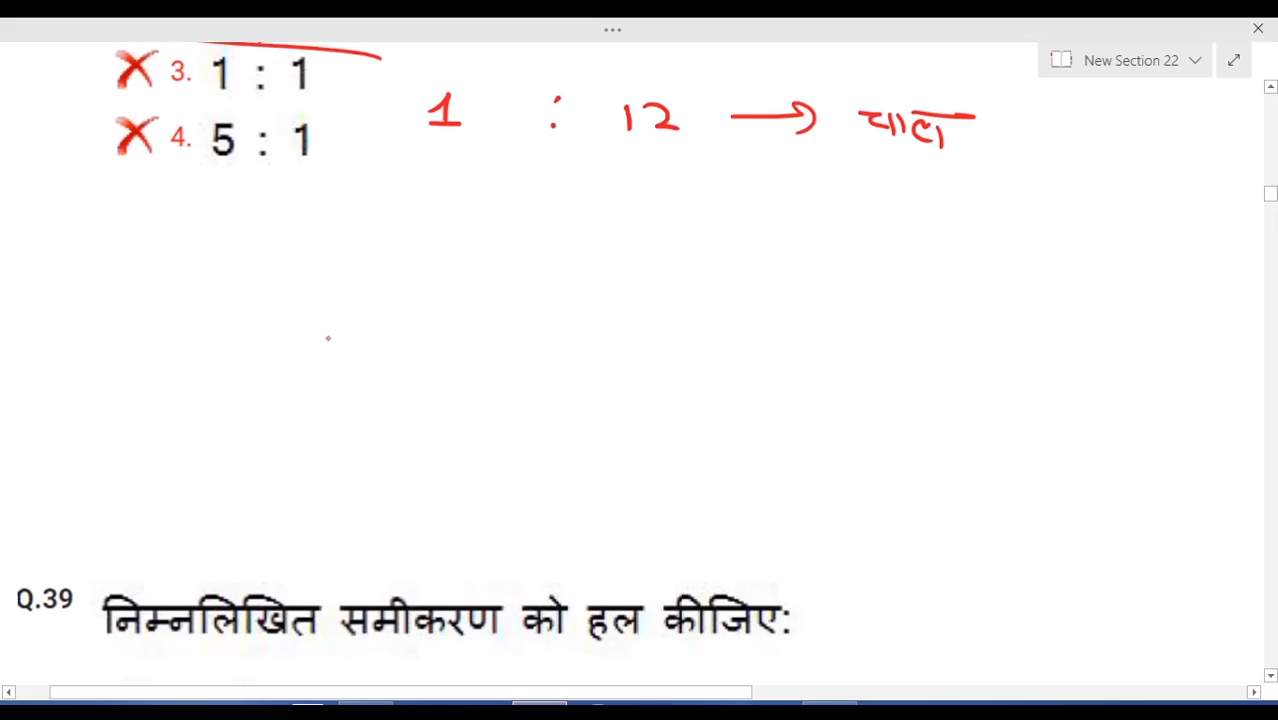 New Section 22
3. 1 : 1
1 : 12 →
4. 5 : 1
Q.39 निम्नलिखित समीकरण को हल कीजिए: